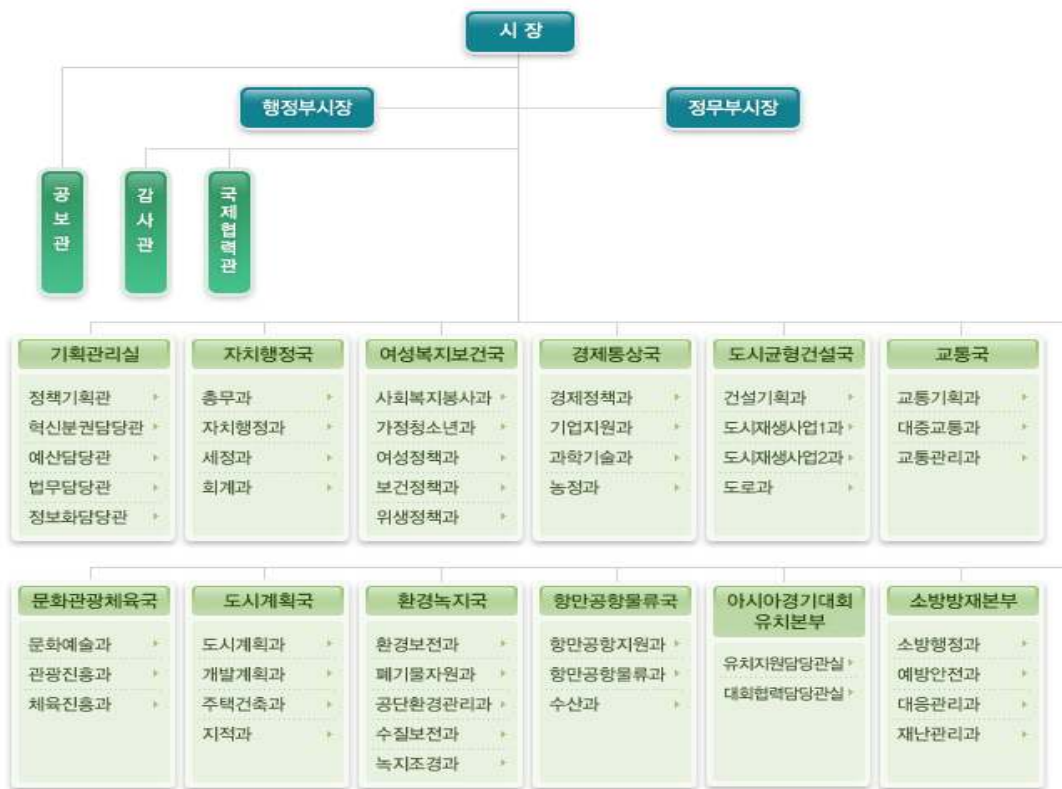 시 장
행정부시장
정무부시장
공보관
감사관
국제협력관
기획관리실
정책기획관
혁신분권담당관
예산담당관
법무담당관
정보화담당관
자치행정국
총무과
자치행정과
세정과
회계과
여성복지보건국
사회복지봉사과
가정청소년과
여성정책과
보건정책과
위생정책과
경제통상국
경제정책과
기업지원과
과학기술과
농정과
도시균형건설국
건설기획과
도시재생사업1과
도시재생사업2과
도로과
교통국
교통기획과
대중교통과
교통관리과
문화관광체육국
문화예술과
관광진흥과
체육진흥과
도시계획국
도시계획과
개발계획과
주택건축과
지적과
환경녹지국
환경보전과
폐기물자원과
공단환경관리과
수질보전과
녹지조경과
항만공항물류국
항만공항지원과
항만공항물류과
수산과
아시아경기대회
유치본부
유치지원담당관실
대회협력담당관실
소방방재본부
소방행정과
예방안전과
대응관리과
재난관리과